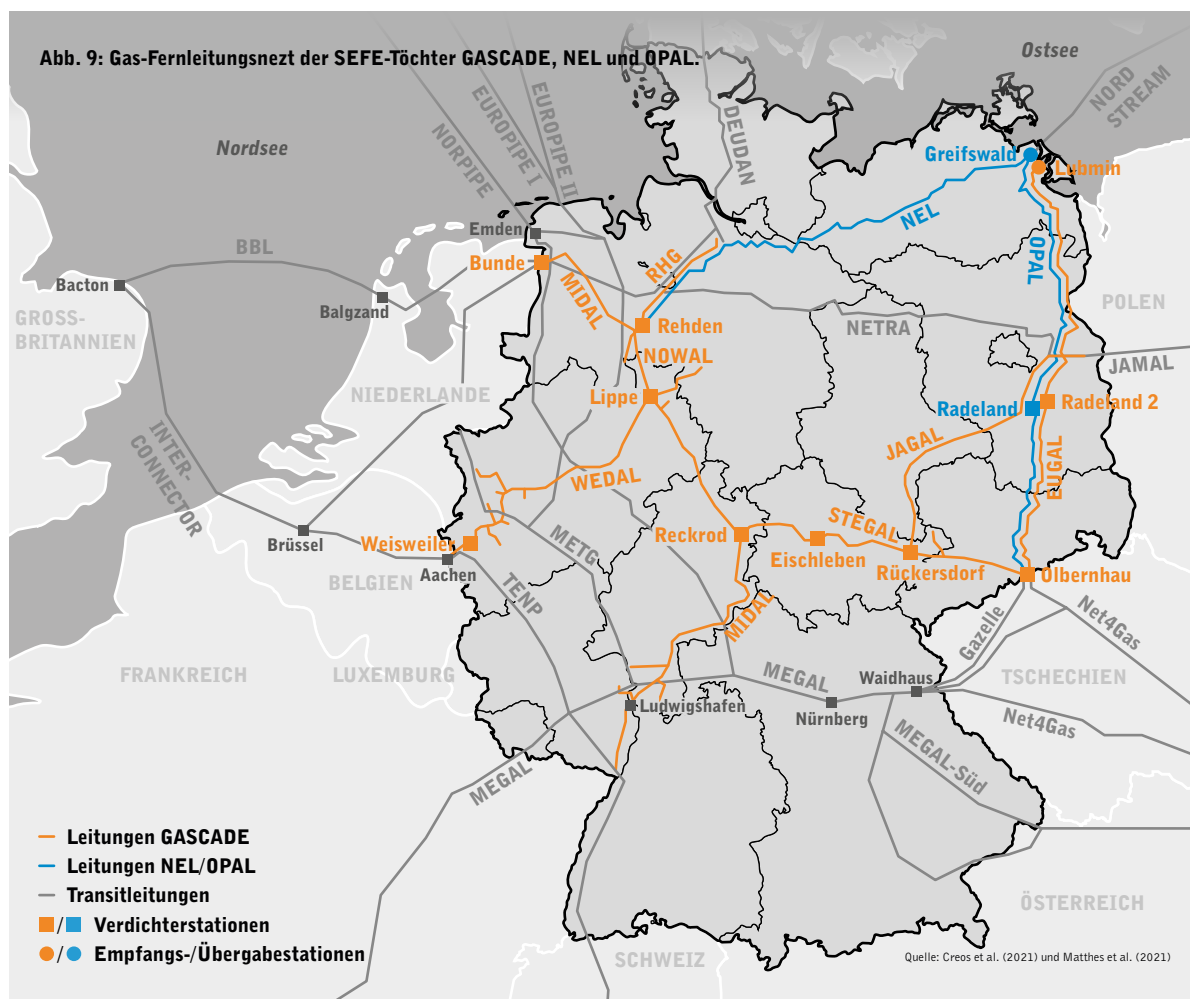 Abb. 9: Gas-Fernleitungsnezt der SEFE-Töchter GASCADE, NEL und OPAL.
Ostsee
NORD
STREAM
Nordsee
NORPIPE
EUROPIPE I
EUROPIPE II
DEUDAN
Greifswald
Lubmin
NEL
OPAL
Emden
BBL
Bunde
RHG
MIDAL
Bacton
Balgzand
POLEN
GROSS-
BRITANNIEN
Rehden
NETRA
NOWAL
JAMAL
NIEDERLANDE
Lippe
Radeland
Radeland 2
INTER-
CONNECTOR
JAGAL
EUGAL
WEDAL
STEGAL
Brüssel
Weisweiler
METG
Reckrod
Eischleben
Rückersdorf
Olbernhau
Aachen
BELGIEN
TENP
MIDAL
Gazelle
Net4Gas
FRANKREICH
LUXEMBURG
MEGAL
Waidhaus
TSCHECHIEN
Ludwigshafen
Nürnberg
Net4Gas
MEGAL
MEGAL-Süd
Leitungen GASCADE
Leitungen NEL/OPAL
Transitleitungen
/ Verdichterstationen
/ Empfangs-/Übergabestationen
ÖSTERREICH
SCHWEIZ
Quelle: Creos et al. (2021) und Matthes et al. (2021)